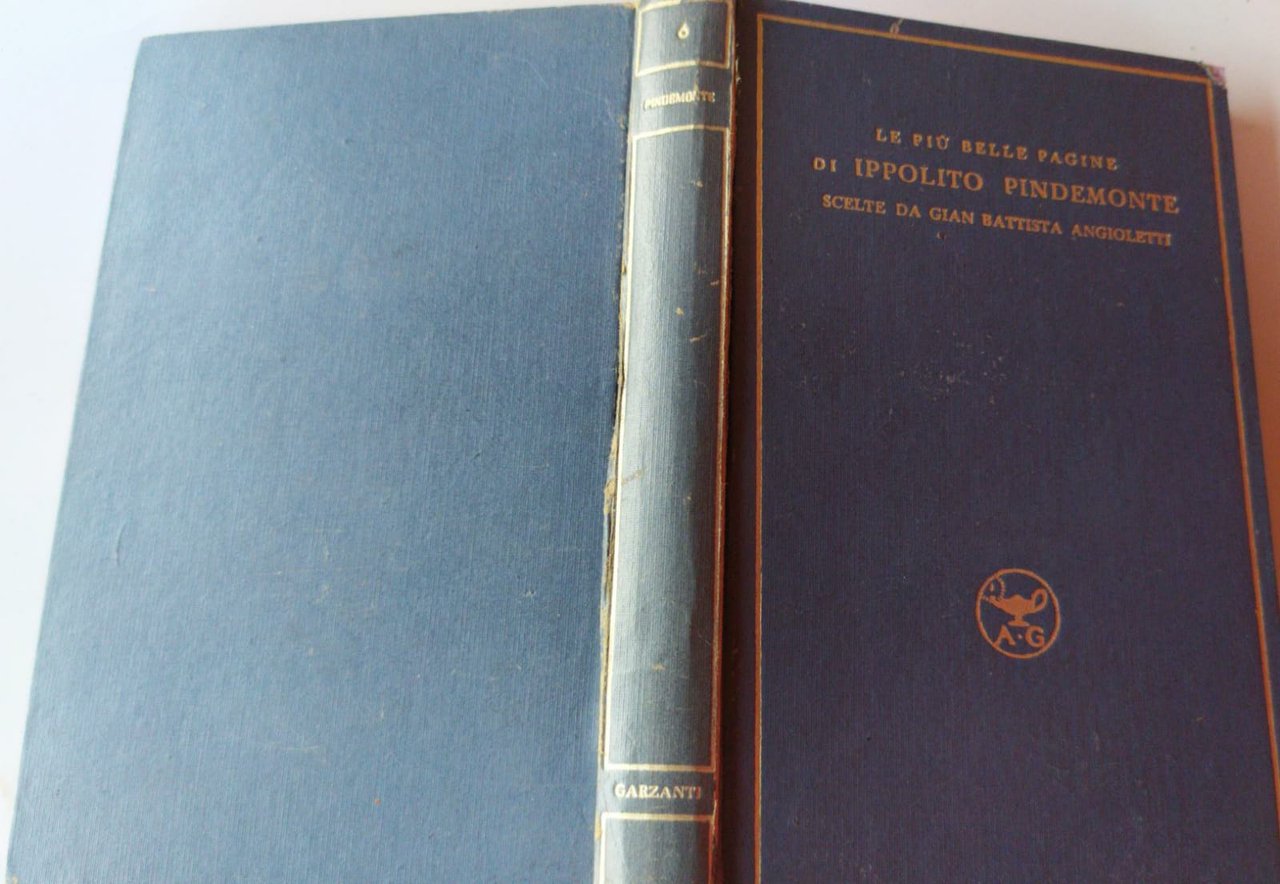 6
PINDEMONTE
GARZANTI
LE PIÙ BELLE PAGINE
DI IPPOLITO PINDEMONTE
SCELTE DA GIAN BATTISTA ANGIOLETTI
A·G